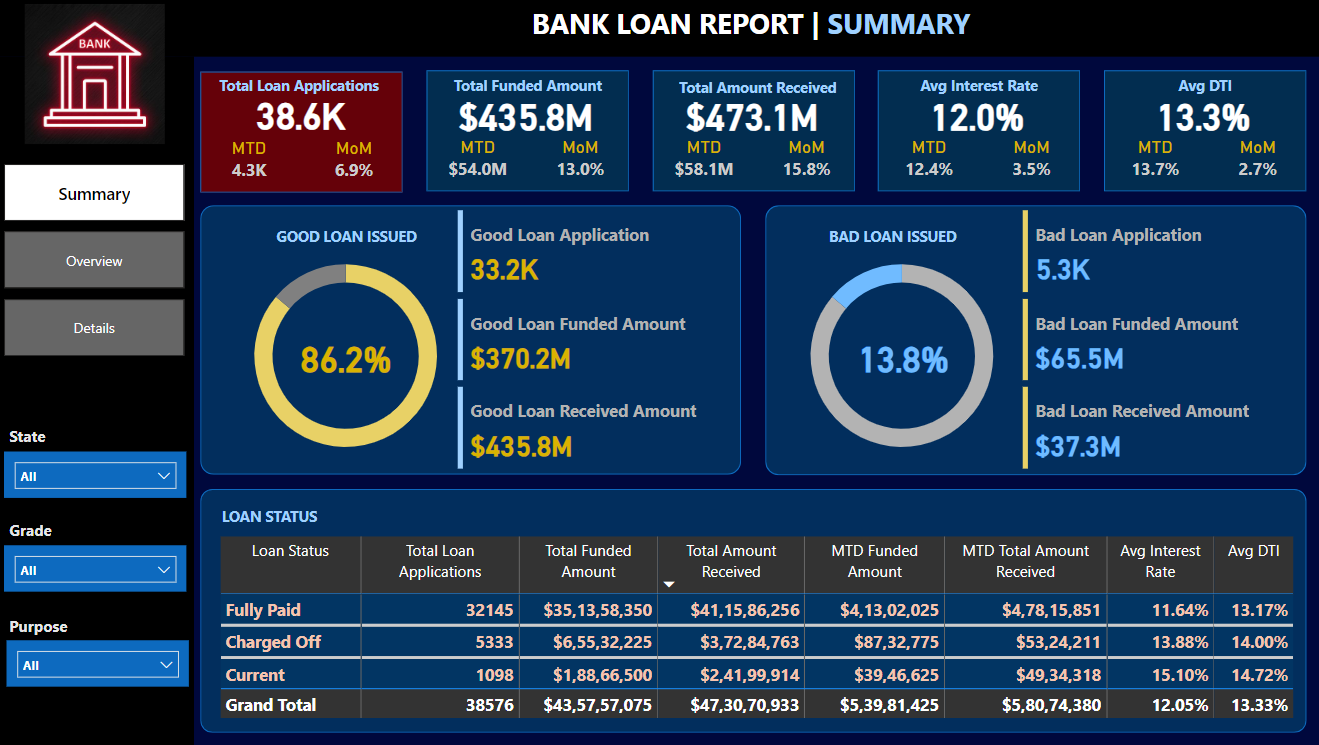 BANK
BANK LOAN REPORT | SUMMARY
Total Loan Applications
38.6K
MTD MoM
4.3K 6.9%
Total Funded Amount
$435.8M
MTD MoM
$54.0M 13.0%
Total Amount Received
$473.1M
MTD MoM
$58.1M 15.8%
Avg Interest Rate
12.0%
MTD MoM
12.4% 3.5%
Avg DTI
13.3%
MTD MoM
13.7% 2.7%
Summary
Overview
Details
State
All
Grade
All
Purpose
All
GOOD LOAN ISSUED
86.2%
Good Loan Application
33.2K
Good Loan Funded Amount
$370.2M
Good Loan Received Amount
$435.8M
BAD LOAN ISSUED
13.8%
Bad Loan Application
5.3K
Bad Loan Funded Amount
$65.5M
Bad Loan Received Amount
$37.3M
LOAN STATUS
Loan Status Total Loan Total Funded Total Amount MTD Funded MTD Total Amount Avg Interest Avg DTI
Applications Amount Received Amount Received Rate
Fully Paid 32145 $35,13,58,350 $41,15,86,256 $4,13,02,025 $4,78,15,851 11.64% 13.17%
Charged Off 5333 $6,55,32,225 $3,72,84,763 $87,32,775 $53,24,211 13.88% 14.00%
Current 1098 $1,88,66,500 $2,41,99,914 $39,46,625 $49,34,318 15.10% 14.72%
Grand Total 38576 $43,57,57,075 $47,30,70,933 $5,39,81,425 $5,80,74,380 12.05% 13.33%